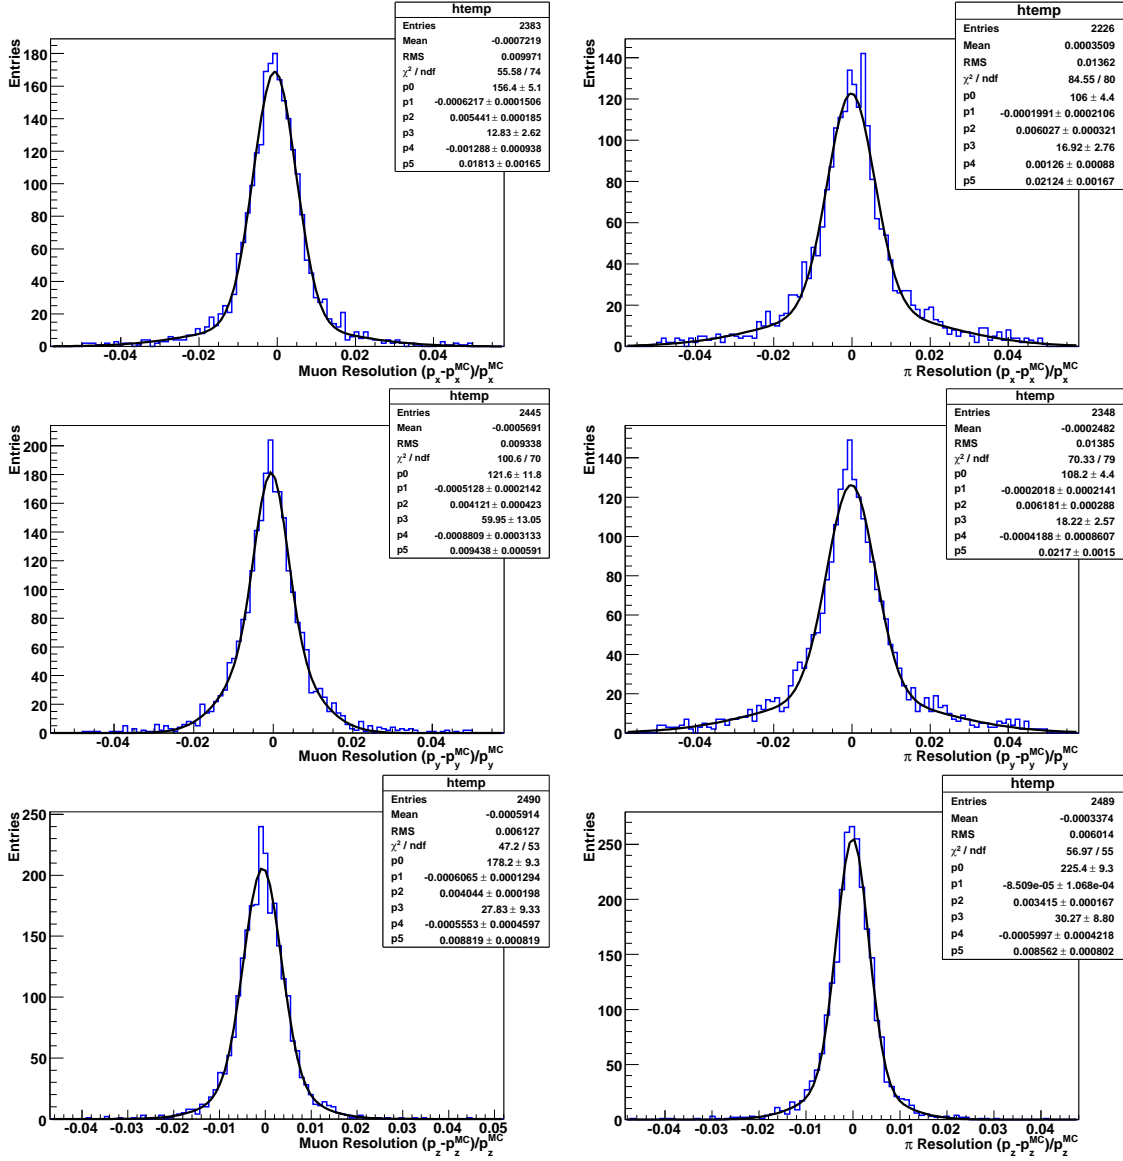 htemp
Entries 2383
Mean -0.0007219
RMS 0.009971
χ² / ndf 55.58 / 74
p0 156.4 ± 5.1
p1 -0.0006217 ± 0.0001506
p2 0.005441 ± 0.000185
p3 12.83 ± 2.62
p4 -0.001288 ± 0.000938
p5 0.01813 ± 0.00165
Entries
180
160
140
120
100
80
60
40
20
0
-0.04 -0.02 0 0.02 0.04
Muon Resolution (p_x-p_x^MC)/p_x^MC
htemp
Entries 2226
Mean 0.0003509
RMS 0.01362
χ² / ndf 84.55 / 80
p0 106 ± 4.4
p1 -0.0001991 ± 0.0002106
p2 0.006027 ± 0.000321
p3 16.92 ± 2.76
p4 0.00126 ± 0.00088
p5 0.02124 ± 0.00167
Entries
140
120
100
80
60
40
20
0
-0.04 -0.02 0 0.02 0.04
π Resolution (p_x-p_x^MC)/p_x^MC
htemp
Entries 2445
Mean -0.0005691
RMS 0.009338
χ² / ndf 100.6 / 70
p0 121.6 ± 11.8
p1 -0.0005128 ± 0.0002142
p2 0.004121 ± 0.000423
p3 59.95 ± 13.05
p4 -0.0008809 ± 0.0003133
p5 0.009438 ± 0.000591
Entries
200
180
160
140
120
100
80
60
40
20
0
-0.04 -0.02 0 0.02 0.04
Muon Resolution (p_y-p_y^MC)/p_y^MC
htemp
Entries 2348
Mean -0.0002482
RMS 0.01385
χ² / ndf 70.33 / 79
p0 108.2 ± 4.4
p1 -0.0002018 ± 0.0002141
p2 0.006181 ± 0.000288
p3 18.22 ± 2.57
p4 -0.0004188 ± 0.0008607
p5 0.0217 ± 0.0015
Entries
140
120
100
80
60
40
20
0
-0.04 -0.02 0 0.02 0.04
π Resolution (p_y-p_y^MC)/p_y^MC
htemp
Entries 2490
Mean -0.0005914
RMS 0.006127
χ² / ndf 47.2 / 53
p0 178.2 ± 9.3
p1 -0.0006065 ± 0.0001294
p2 0.004044 ± 0.000198
p3 27.83 ± 9.33
p4 -0.0005553 ± 0.0004597
p5 0.008819 ± 0.000819
Entries
250
200
150
100
50
0
-0.04 -0.03 -0.02 -0.01 0 0.01 0.02 0.03 0.04 0.05
Muon Resolution (p_z-p_z^MC)/p_z^MC
htemp
Entries 2489
Mean -0.0003374
RMS 0.006014
χ² / ndf 56.97 / 55
p0 225.4 ± 9.3
p1 -8.509e-05 ± 1.068e-04
p2 0.003415 ± 0.000167
p3 30.27 ± 8.80
p4 -0.0005997 ± 0.0004218
p5 0.008562 ± 0.000802
Entries
250
200
150
100
50
0
-0.04 -0.03 -0.02 -0.01 0 0.01 0.02 0.03 0.04
π Resolution (p_z-p_z^MC)/p_z^MC